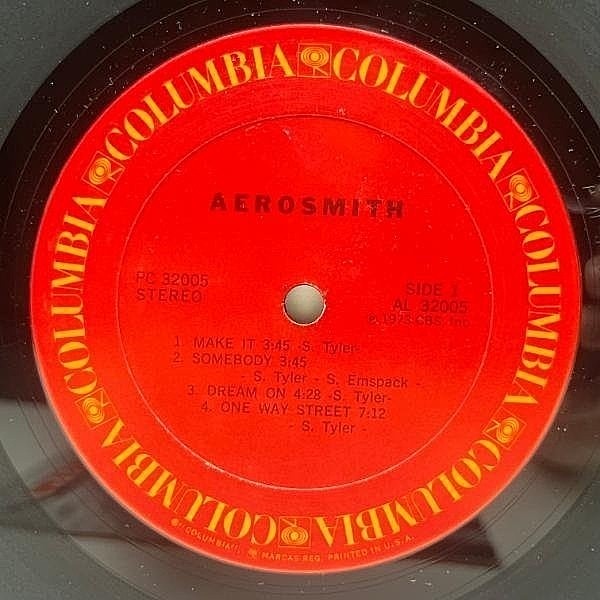 COLUMBIA COLUMBIA COLUMBIA COLUMBIA COLUMBIA COLUMBIA
AEROSMITH
PC 32005
STEREO
SIDE 1
AL 32005
℗ 1973 CBS, Inc.
1. MAKE IT 3:45 -S. Tyler-
2. SOMEBODY 3:45
- S. Tyler - S. Emspack -
3. DREAM ON 4:28 -S. Tyler-
4. ONE WAY STREET 7:12
- S. Tyler -
"COLUMBIA", MARCAS REG. PRINTED IN U.S.A.